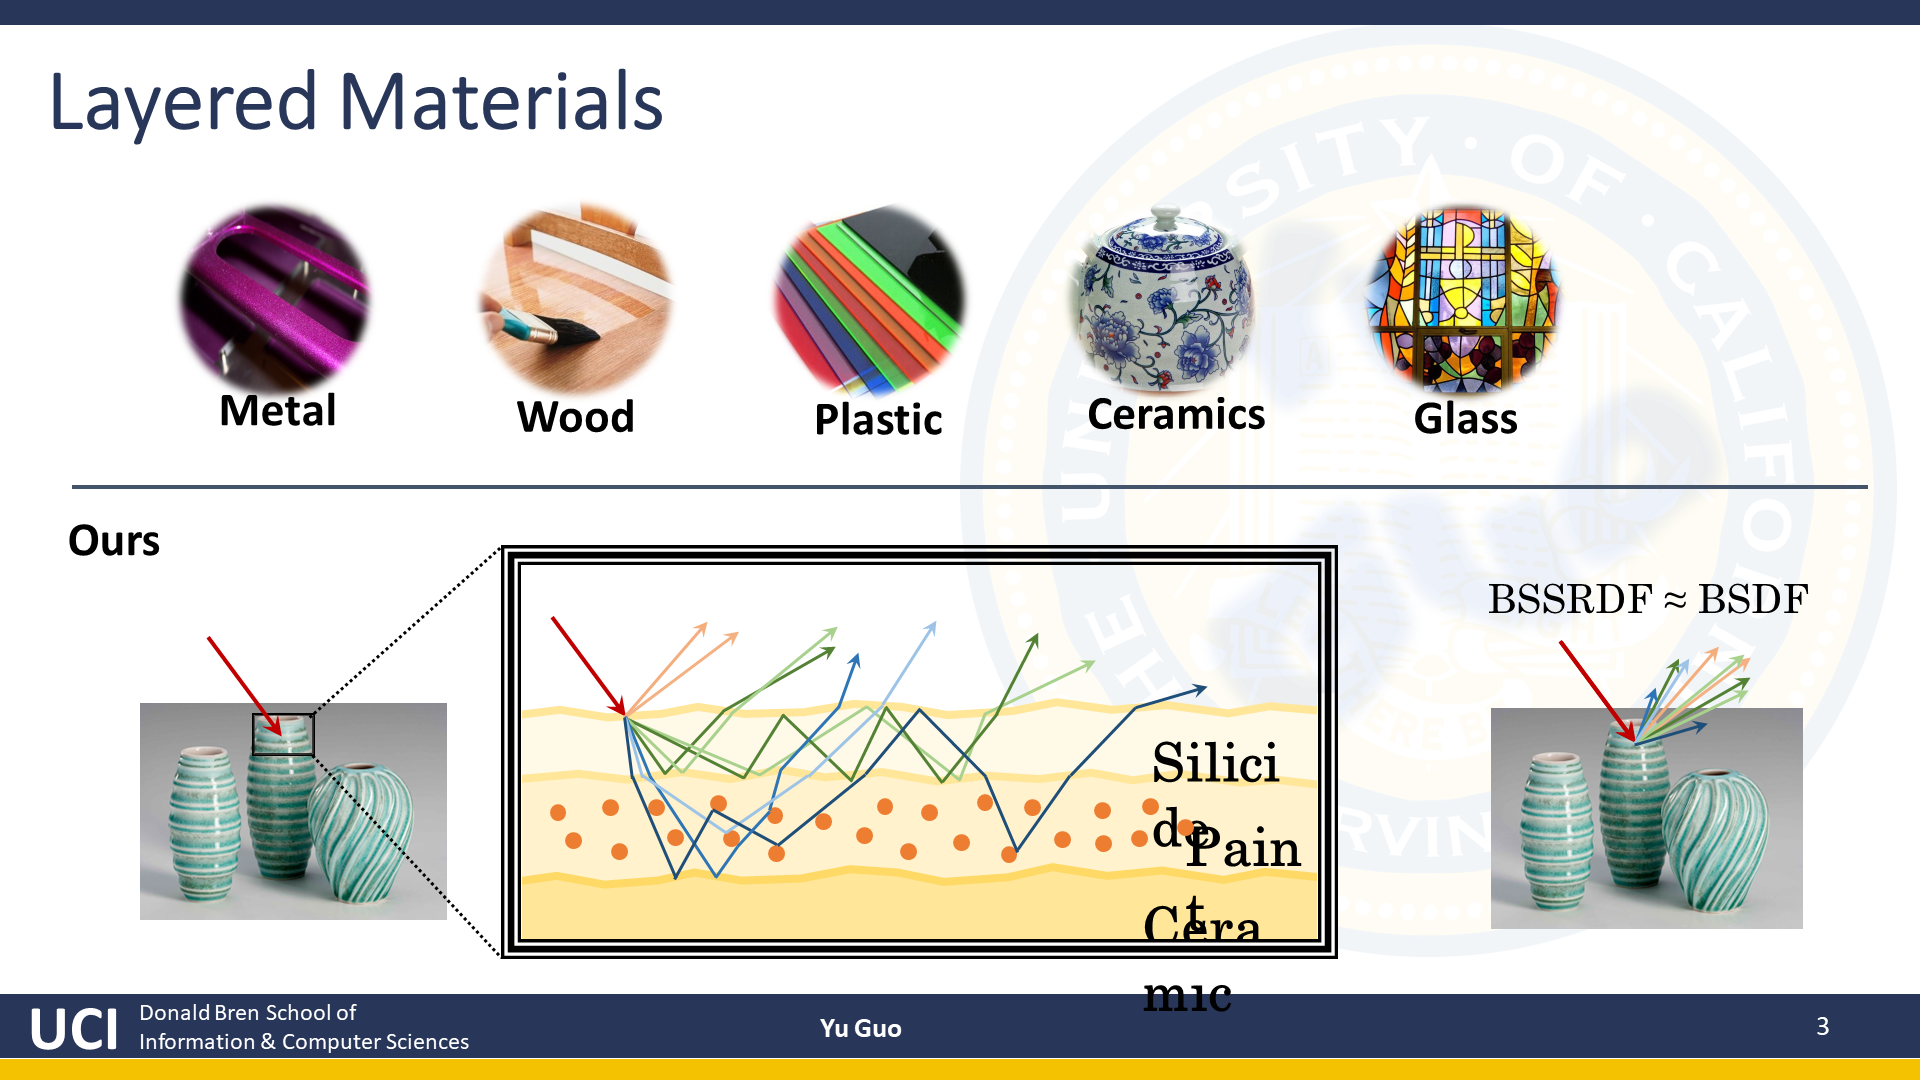 Layered Materials
Metal
Wood
Plastic
Ceramics
Glass
Ours
BSSRDF ≈ BSDF
Silici
de
Pain
t
Cera
mic
UCI
Donald Bren School of
Information & Computer Sciences
Yu Guo
3